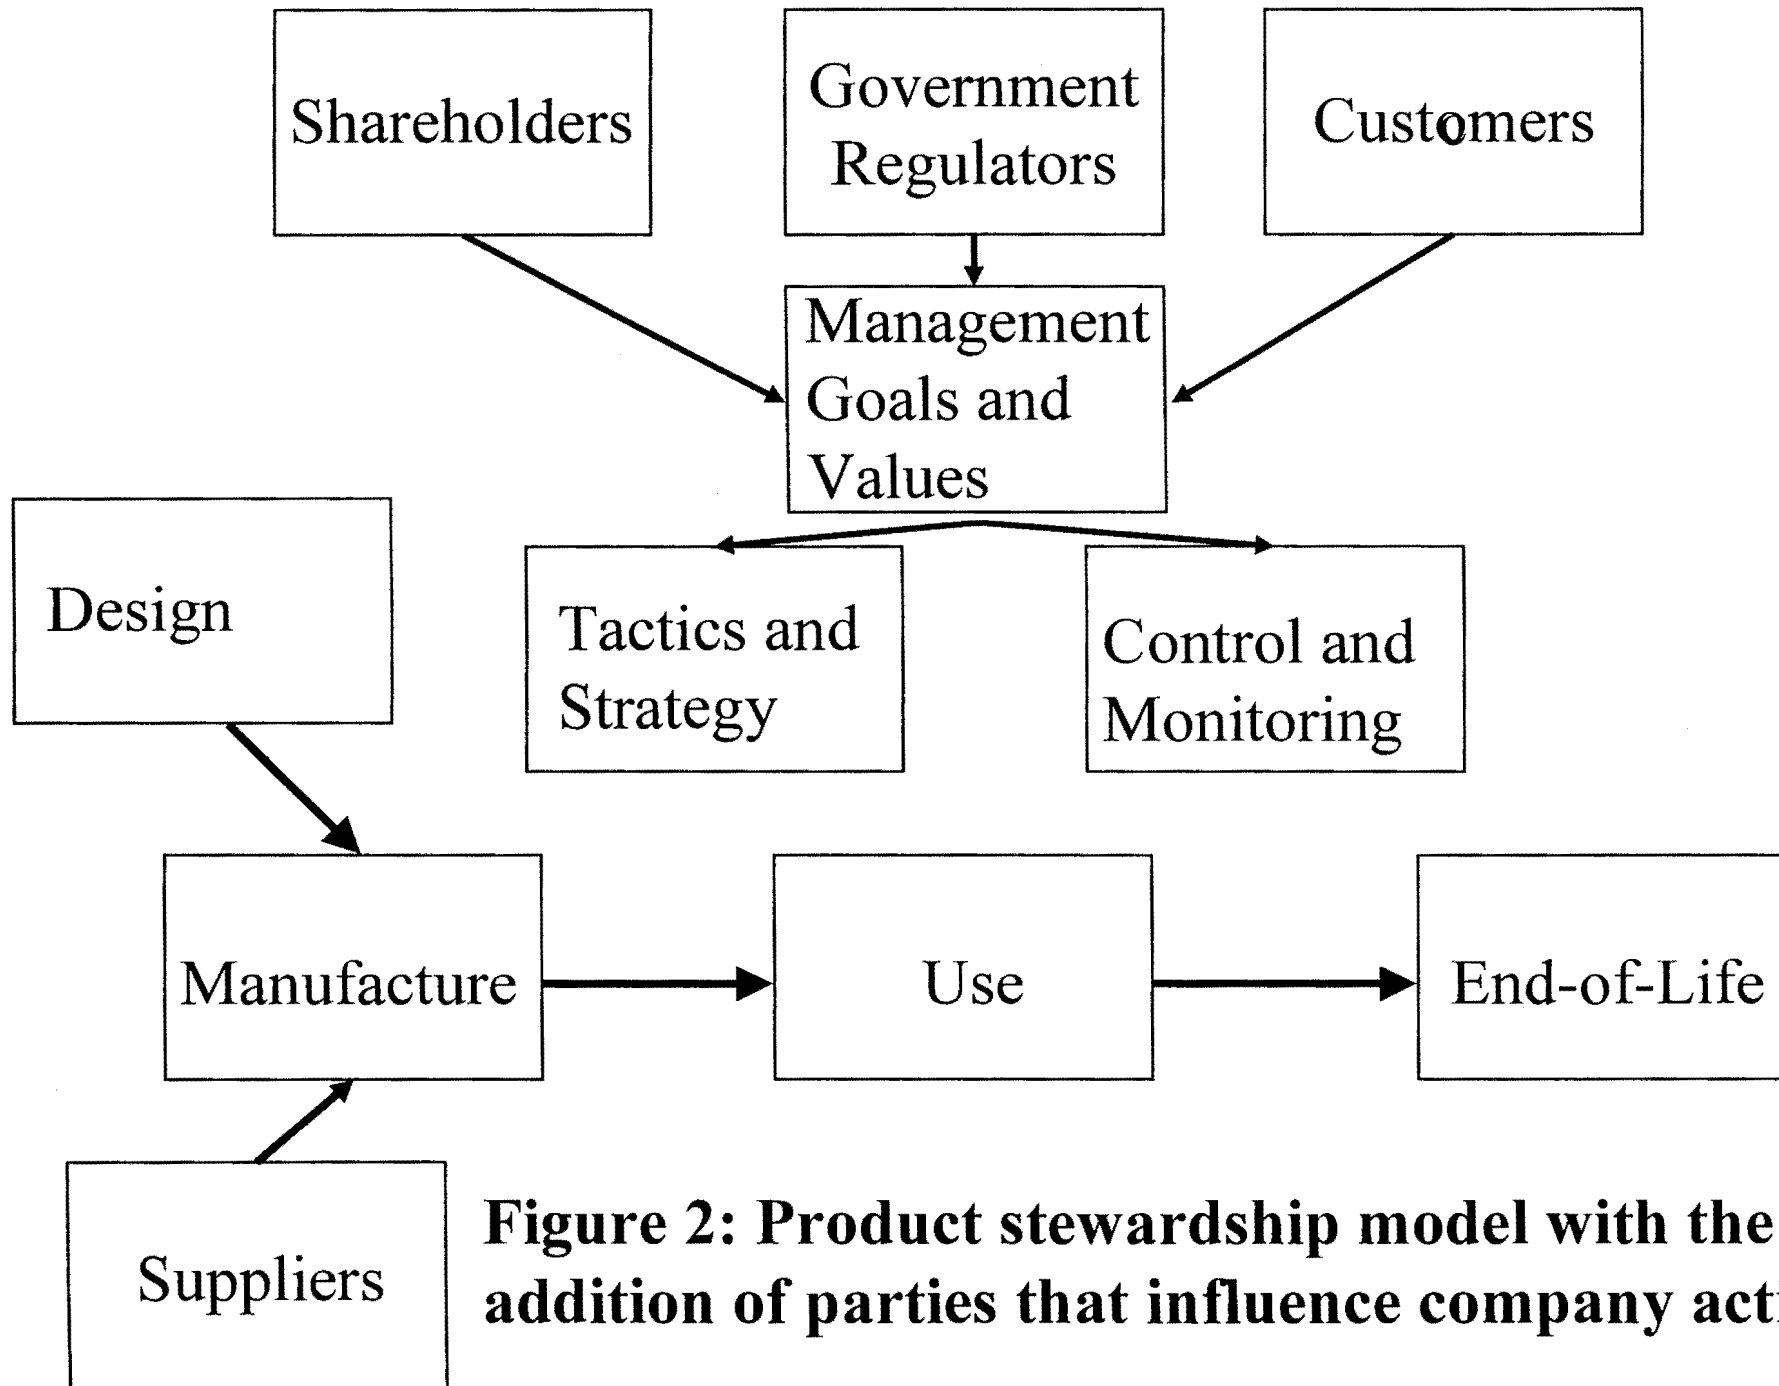 Shareholders
Government
Regulators
Customers
Management
Goals and
Values
Design
Tactics and
Strategy
Control and
Monitoring
Manufacture
Use
End-of-Life
Suppliers
Figure 2: Product stewardship model with the
addition of parties that influence company